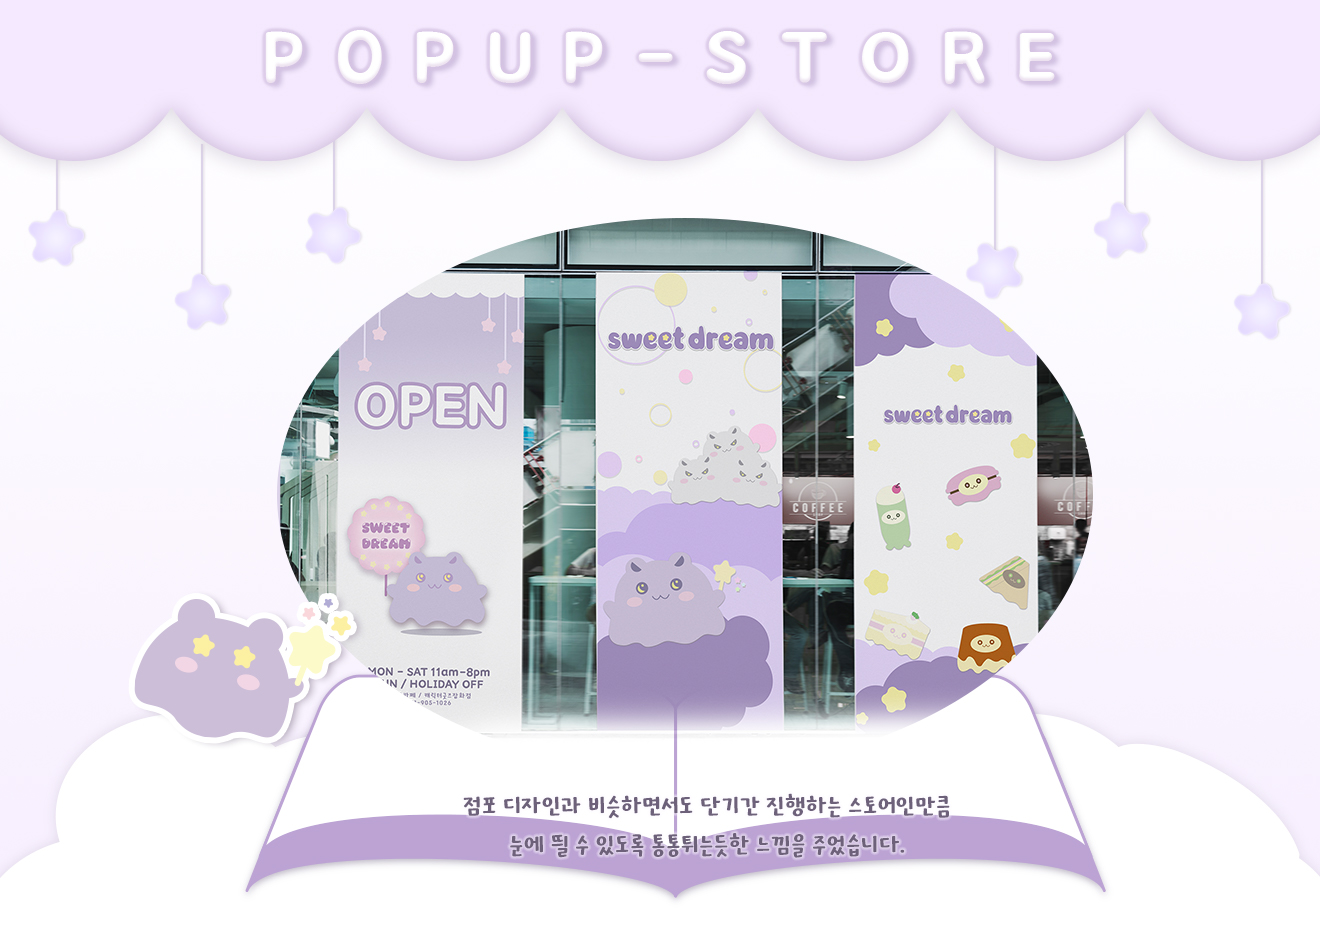 POPUP-STORE
OPEN
SWEET
DREAM
MON - SAT 11am-8pm
/ HOLIDAY OFF
sweet dream
sweet dream
COFFEE
점포 디자인과 비슷하면서도 단기간 진행하는 스토어인만큼
눈에 띌 수 있도록 통통튀는듯한 느낌을 주었습니다.